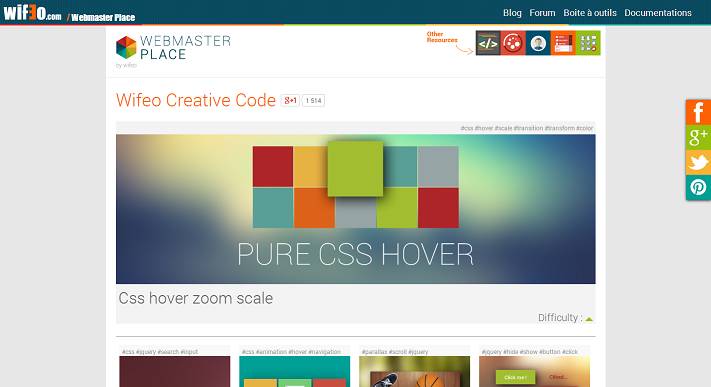 wifeo.com / Webmaster Place
Blog Forum Boite à outils Documentations
WEBMASTER
PLACE
by wifeo
Other
Resources
Wifeo Creative Code g+1 1 514
#css #hover #scale #transition #transform #color
PURE CSS HOVER
Css hover zoom scale
Difficulty :
#css #jquery #search #input
#css #animation #hover #navigation
#parallax #scroll #jquery
#jquery #hide #show #button #click
Click me !